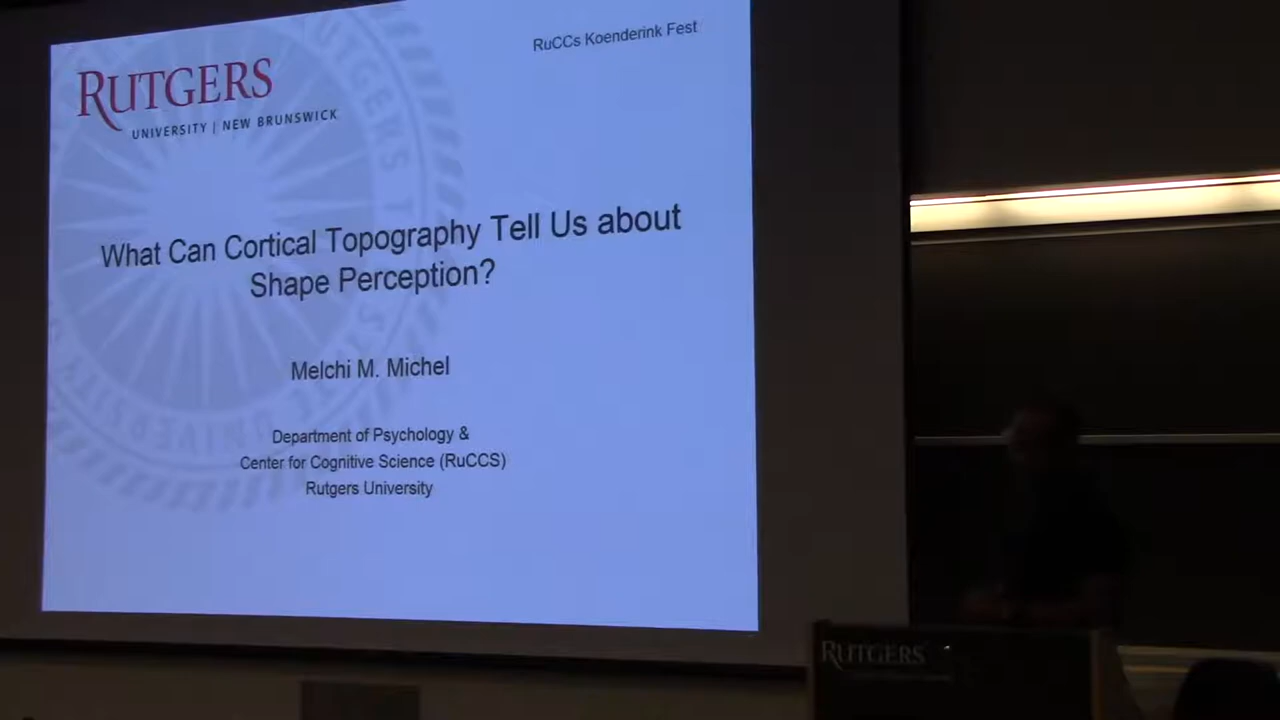 RuCCs Koenderink Fest
RUTGERS
UNIVERSITY | NEW BRUNSWICK
What Can Cortical Topography Tell Us about
Shape Perception?
Melchi M. Michel
Department of Psychology &
Center for Cognitive Science (RuCCS)
Rutgers University
RUTGERS